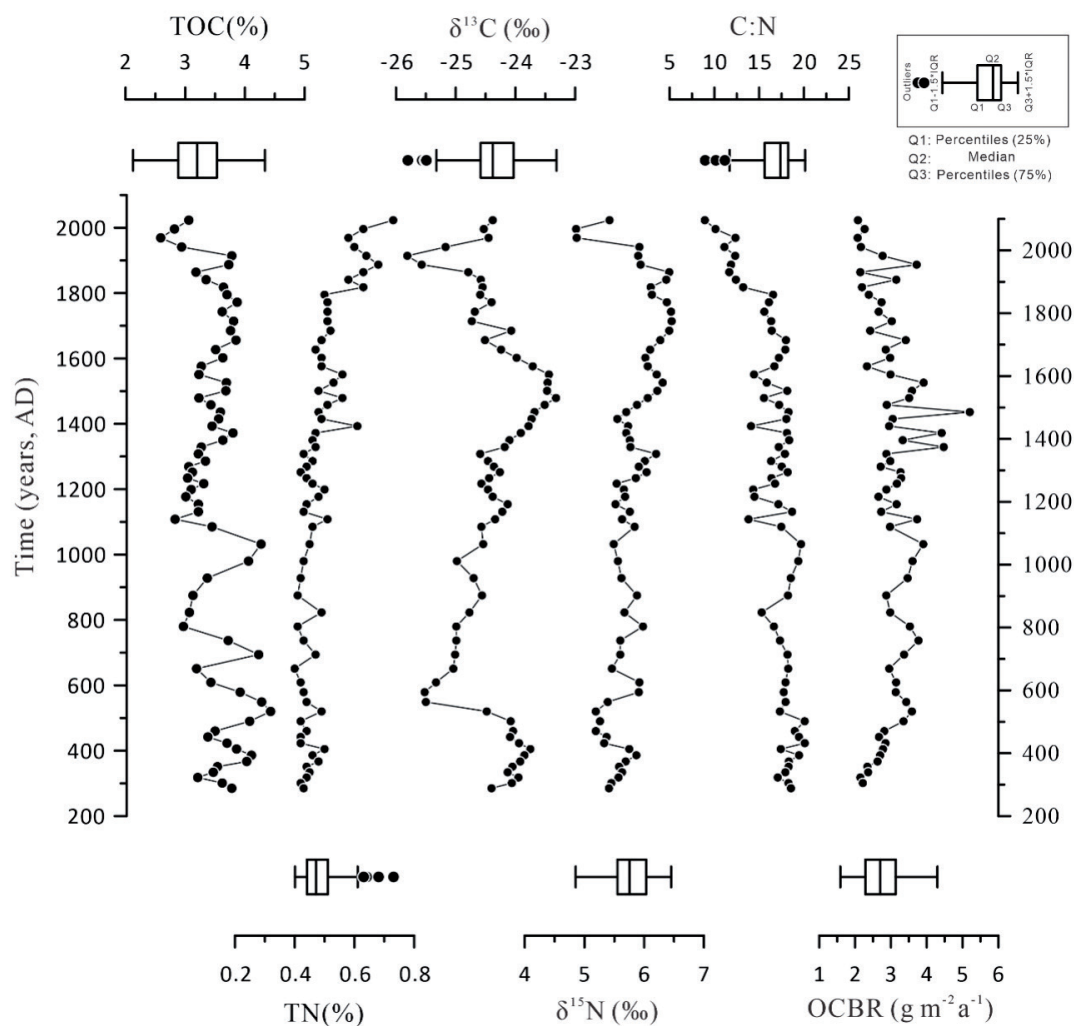 TOC(%)
δ¹³C (‰)
C:N
2 3 4 5
-26 -25 -24 -23
5 10 15 20 25
Outliers
Q1-1.5*IQR
Q1
Q2
Q3
Q3+1.5*IQR
Q1: Percentiles (25%)
Q2: Median
Q3: Percentiles (75%)
Time (years, AD)
2000
1800
1600
1400
1200
1000
800
600
400
200
2000
1800
1600
1400
1200
1000
800
600
400
200
0.2 0.4 0.6 0.8
4 5 6 7
1 2 3 4 5 6
TN(%)
δ¹⁵N (‰)
OCBR (g m⁻² a⁻¹)